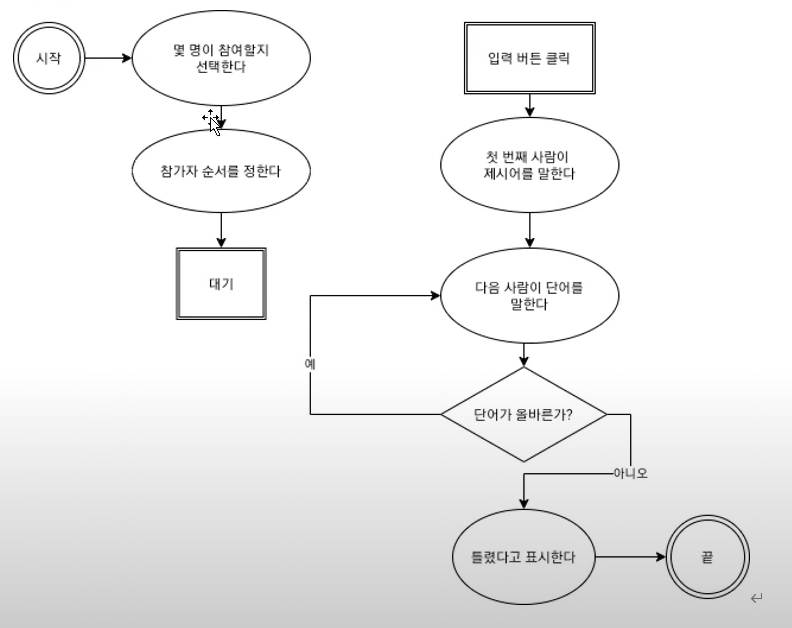 시작
몇 명이 참여할지
선택한다
참가자 순서를 정한다
대기
입력 버튼 클릭
첫 번째 사람이
제시어를 말한다
다음 사람이 단어를
말한다
예
단어가 올바른가?
아니오
틀렸다고 표시한다
끝